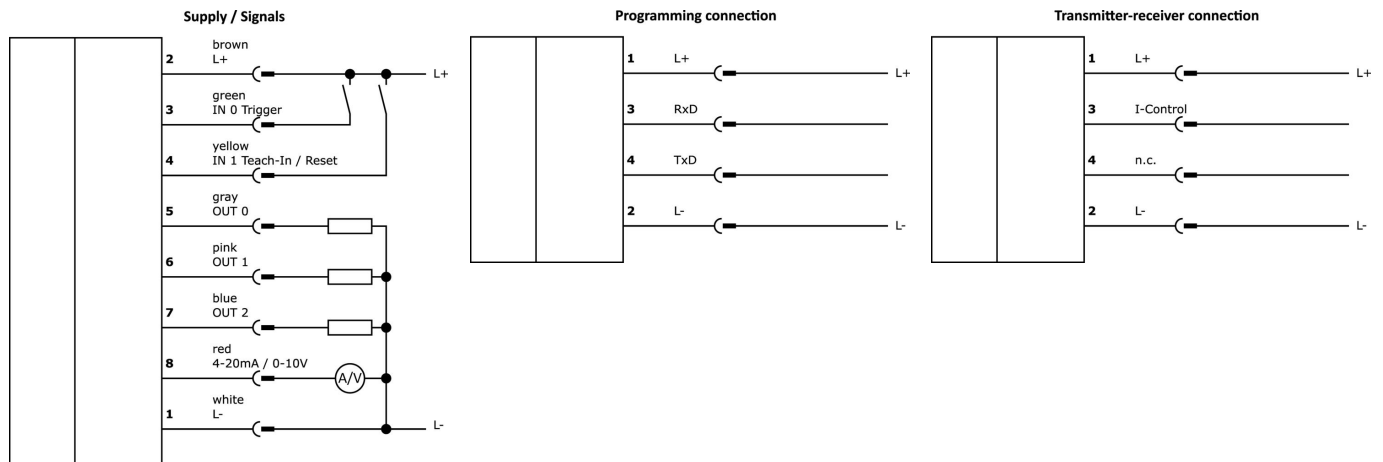 Supply / Signals
brown
2 L+
L+
green
3 IN 0 Trigger
yellow
4 IN 1 Teach-In / Reset
gray
5 OUT 0
pink
6 OUT 1
blue
7 OUT 2
red
8 4-20mA / 0-10V
A/V
white
1 L-
L-
Programming connection
1 L+
L+
3 RxD
4 TxD
2 L-
L-
Transmitter-receiver connection
1 L+
L+
3 I-Control
4 n.c.
2 L-
L-